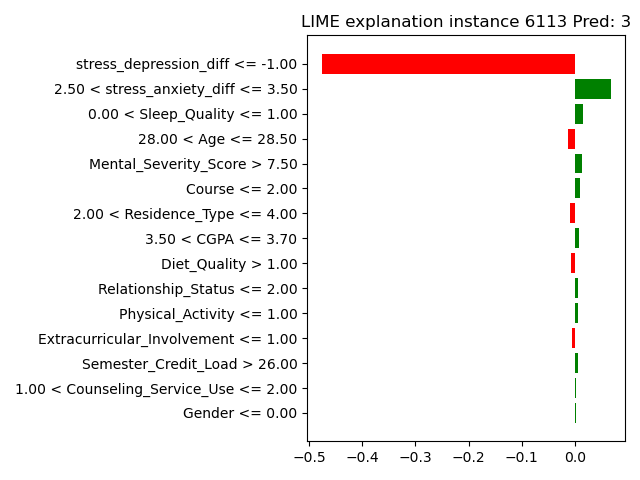 LIME explanation instance 6113 Pred: 3
stress_depression_diff <= -1.00
2.50 < stress_anxiety_diff <= 3.50
0.00 < Sleep_Quality <= 1.00
28.00 < Age <= 28.50
Mental_Severity_Score > 7.50
Course <= 2.00
2.00 < Residence_Type <= 4.00
3.50 < CGPA <= 3.70
Diet_Quality > 1.00
Relationship_Status <= 2.00
Physical_Activity <= 1.00
Extracurricular_Involvement <= 1.00
Semester_Credit_Load > 26.00
1.00 < Counseling_Service_Use <= 2.00
Gender <= 0.00
−0.5 −0.4 −0.3 −0.2 −0.1 0.0